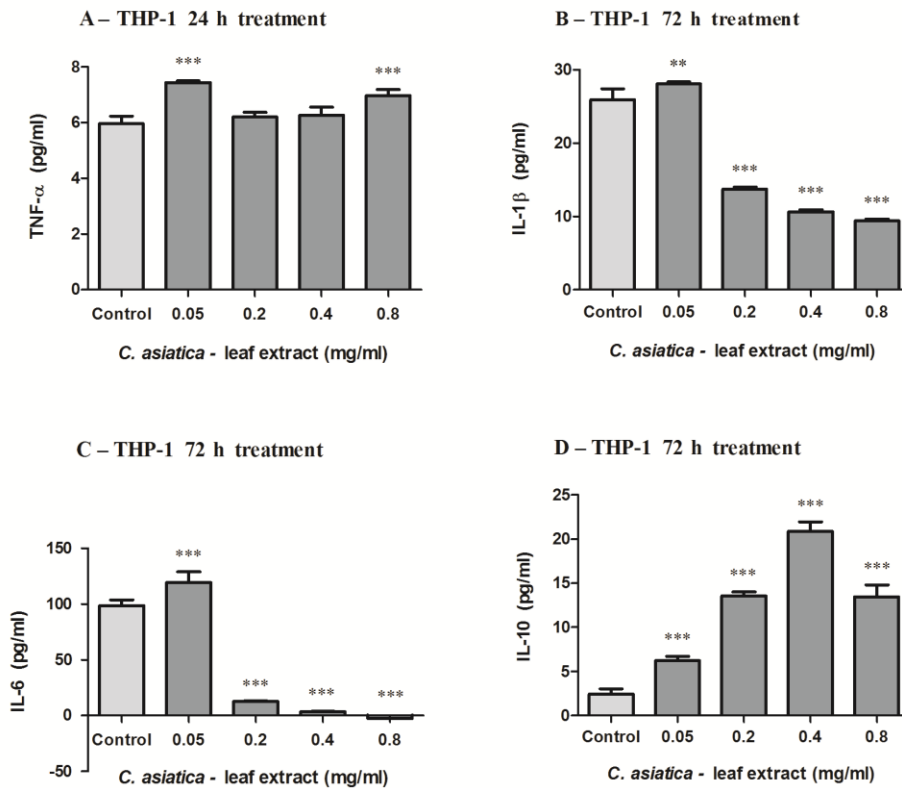 A – THP-1 24 h treatment
TNF-α (pg/ml)
8
6
4
2
0
*** ***
Control 0.05 0.2 0.4 0.8
C. asiatica - leaf extract (mg/ml)
B – THP-1 72 h treatment
IL-1β (pg/ml)
30
20
10
0
** *** *** ***
Control 0.05 0.2 0.4 0.8
C. asiatica - leaf extract (mg/ml)
C – THP-1 72 h treatment
IL-6 (pg/ml)
150
100
50
0
-50
*** *** *** ***
Control 0.05 0.2 0.4 0.8
C. asiatica - leaf extract (mg/ml)
D – THP-1 72 h treatment
IL-10 (pg/ml)
25
20
15
10
5
0
*** *** *** ***
Control 0.05 0.2 0.4 0.8
C. asiatica - leaf extract (mg/ml)